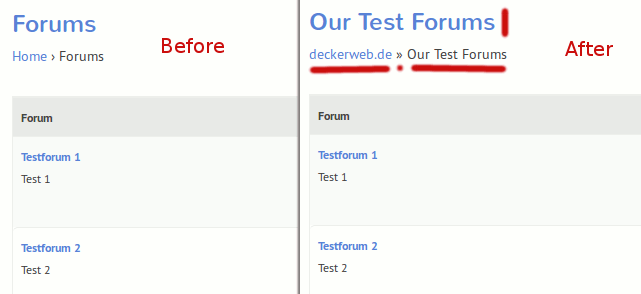 Forums
Home › Forums
Before
Forum
Testforum 1
Test 1
Testforum 2
Test 2
Our Test Forums
deckerweb.de » Our Test Forums
After
Forum
Testforum 1
Test 1
Testforum 2
Test 2